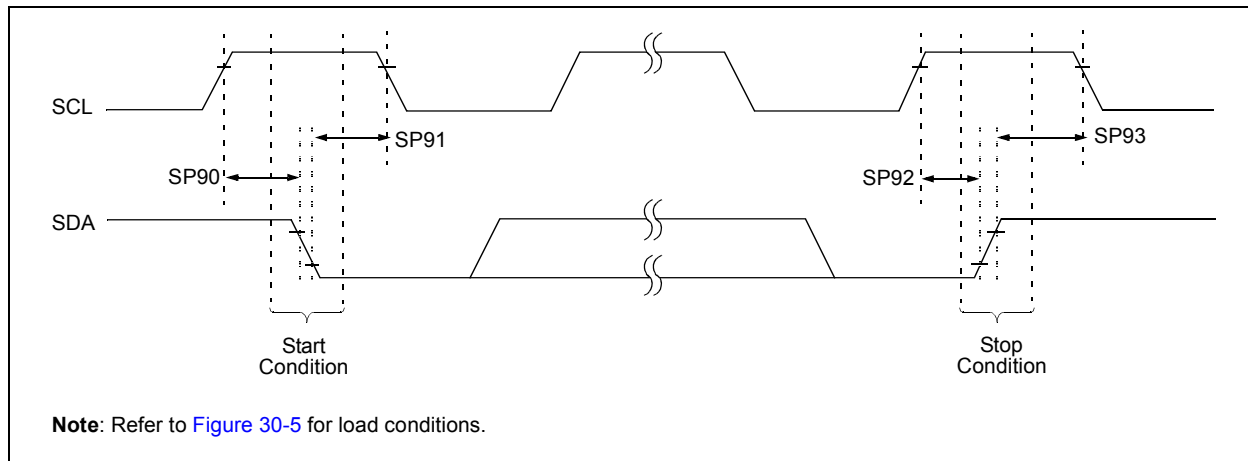 SCL
SP91
SP93
SP90
SP92
SDA
Start
Condition
Stop
Condition
Note: Refer to Figure 30-5 for load conditions.